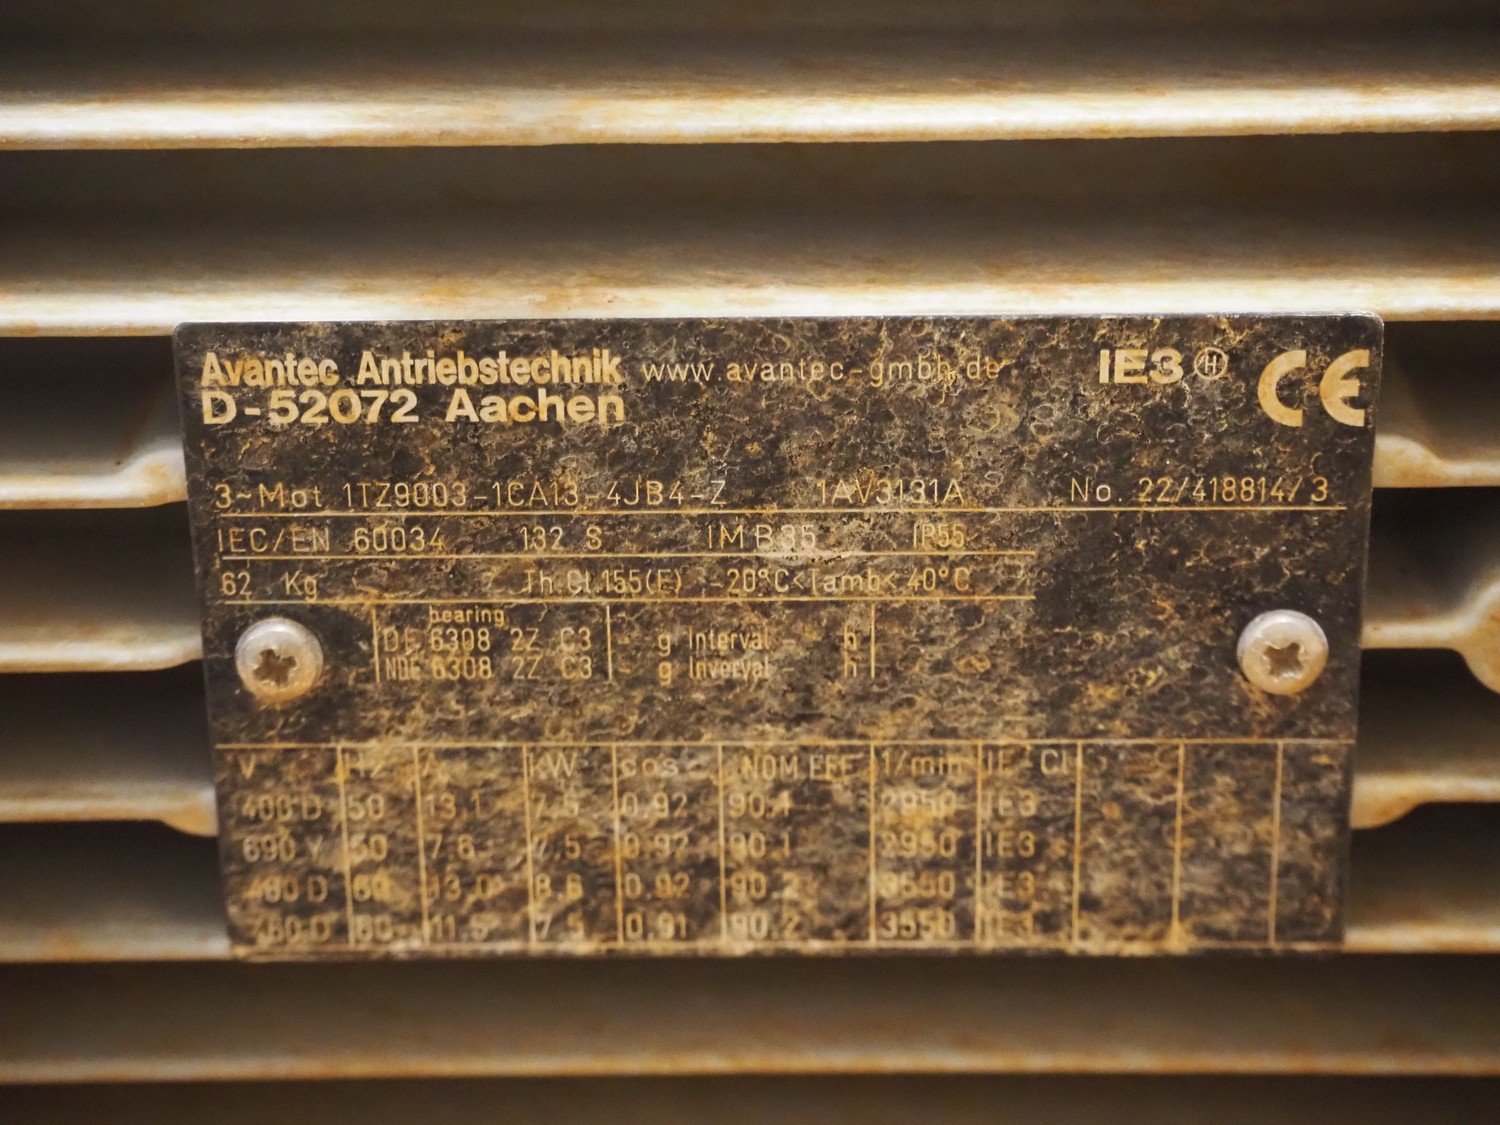 Avantec Antriebstechnik www.avantec-gmbh.de IE3 H CE
D-52072 Aachen
3~Mot 1TZ9003-1CA13-4JB4-Z 1AV3131A No. 22/418814/3
IEC/EN 60034 132 S IM B35 IP55
62 Kg Th.Cl.155(F) -20°C<Tamb<40°C
bearing
DE 6308 2Z C3 - g Interval - h
NDE 6308 2Z C3 - g Inverval - h
V Hz A kW cos NOM.EFF 1/min IE-Cl
400 D 50 13.1 7.5 0.92 90.1 2950 IE3
690 Y 50 7.6 7.5 0.92 90.1 2950 IE3
460 D 60 13.0 8.6 0.92 90.2 3550 IE3
460 D 60 11.5 7.5 0.91 90.2 3550 IE3